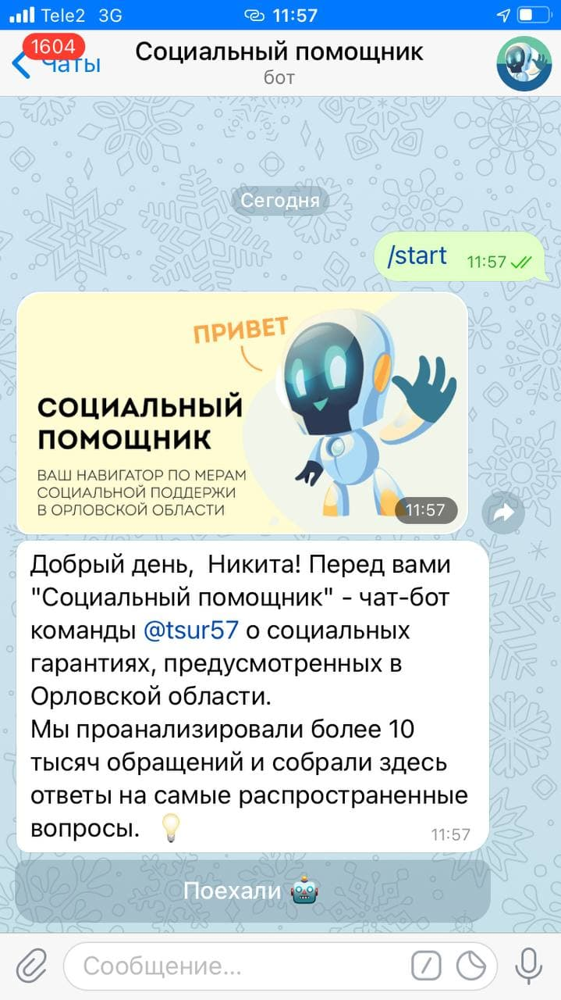 Tele2 3G 11:57
1604
Чаты
Социальный помощник
бот
Сегодня
/start 11:57
ПРИВЕТ
СОЦИАЛЬНЫЙ
ПОМОЩНИК
ВАШ НАВИГАТОР ПО МЕРАМ
СОЦИАЛЬНОЙ ПОДДЕРЖИ
В ОРЛОВСКОЙ ОБЛАСТИ
11:57
Добрый день, Никита! Перед вами
"Социальный помощник" - чат-бот
команды @tsur57 о социальных
гарантиях, предусмотренных в
Орловской области.
Мы проанализировали более 10
тысяч обращений и собрали здесь
ответы на самые распространенные
вопросы. 💡
11:57
Поехали 🤖
Сообщение...